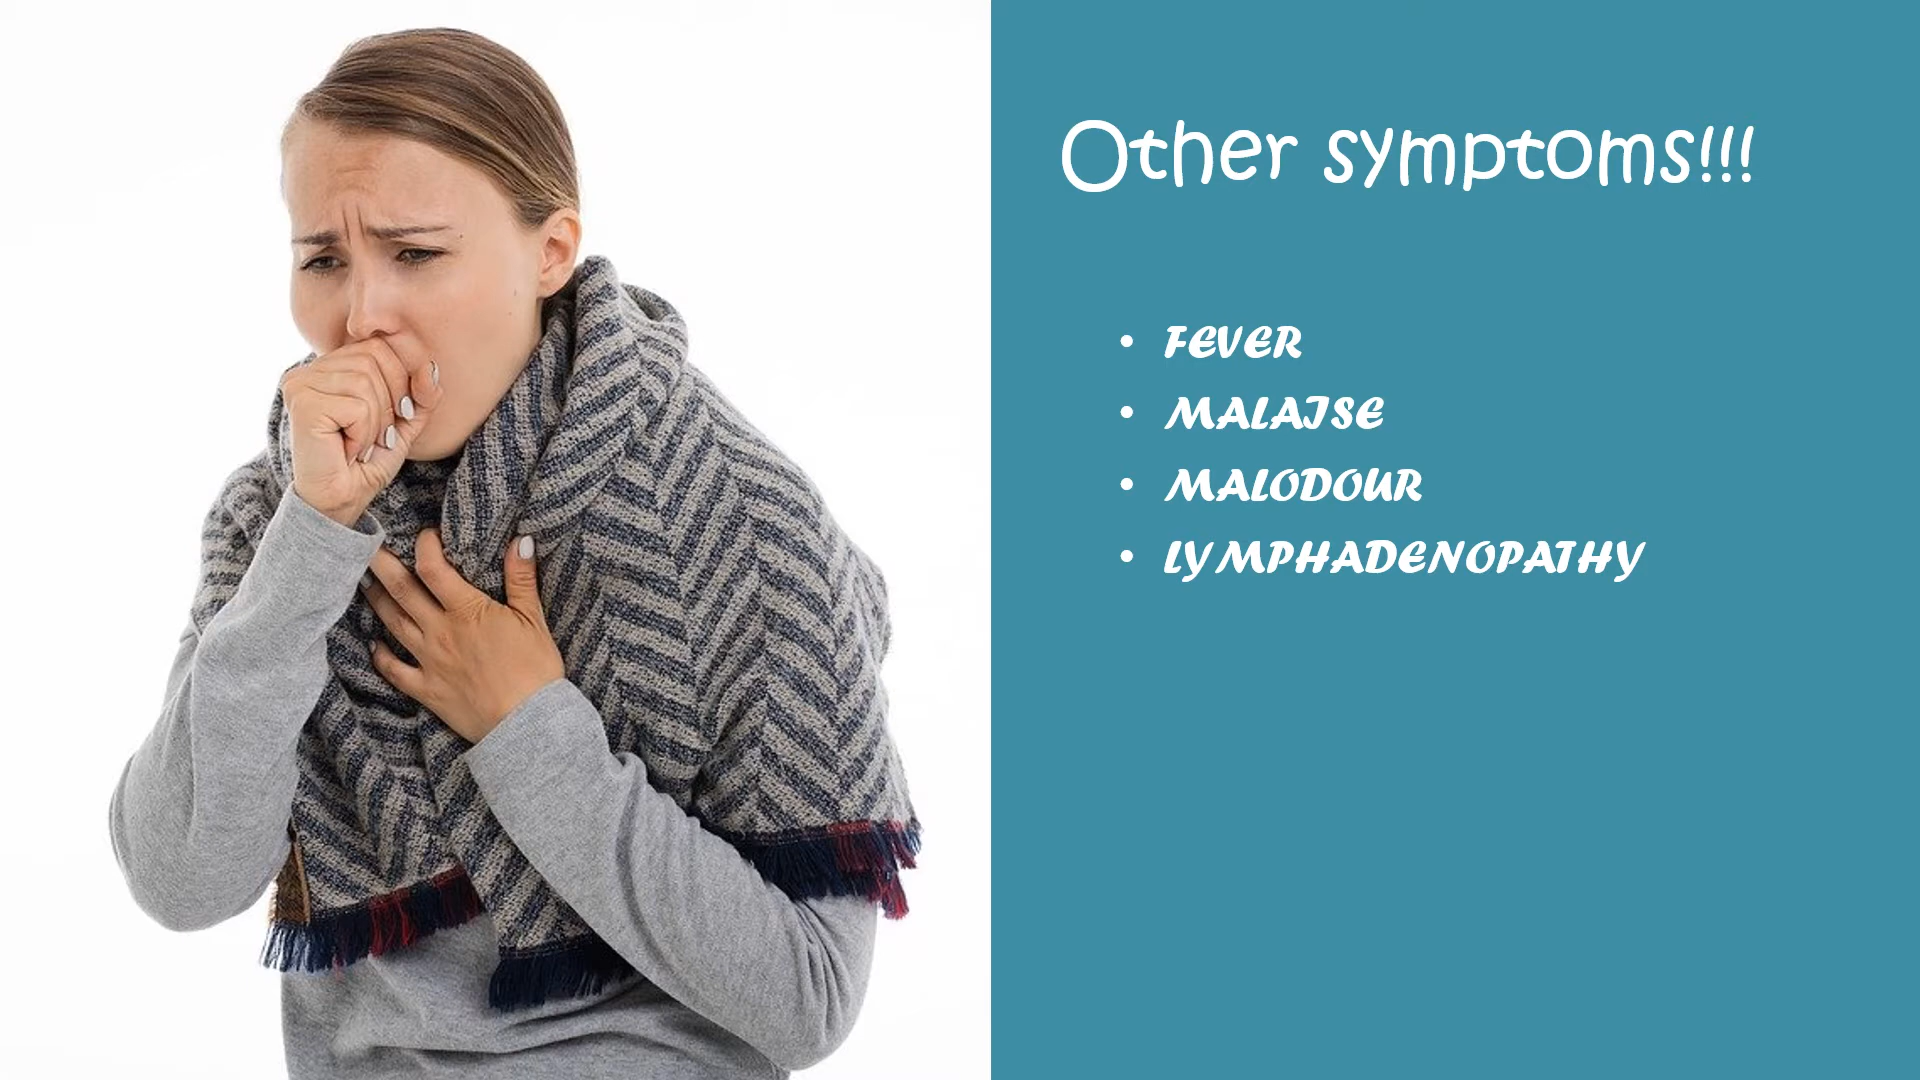 Other symptoms!!!
• FEVER
• MALAISE
• MALODOUR
• LYMPHADENOPATHY